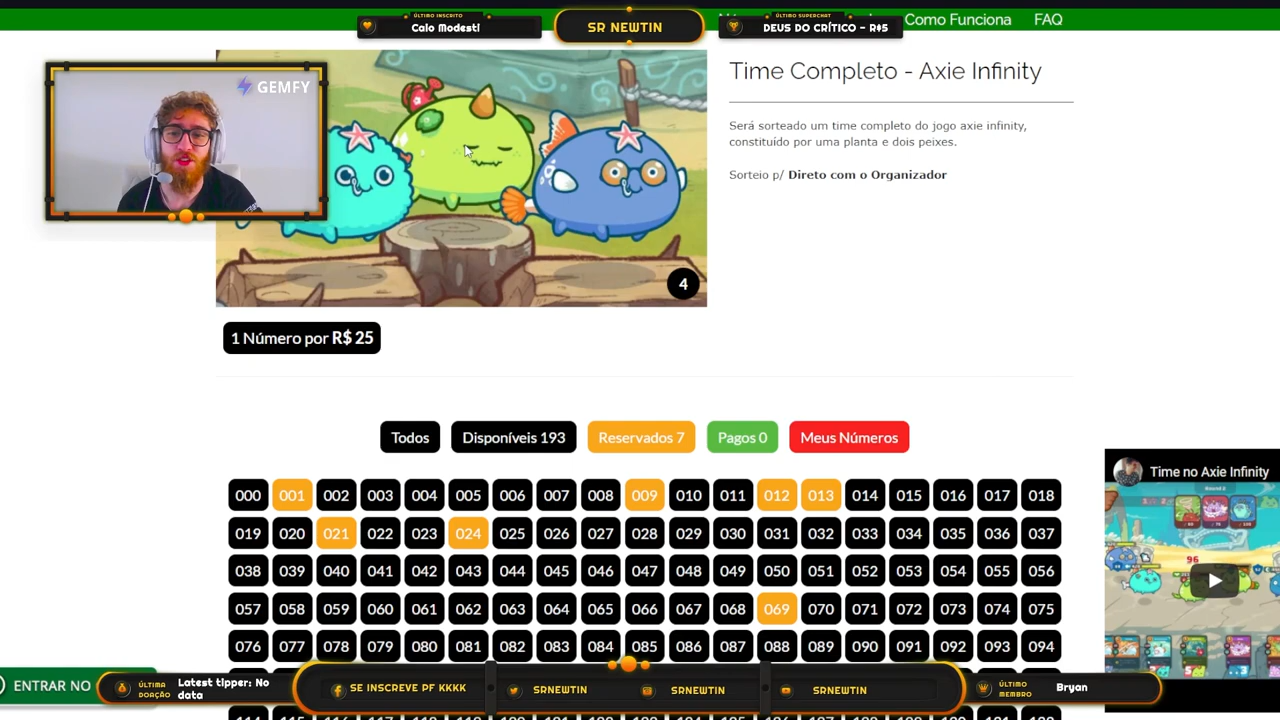 ÚLTIMO INSCRITO
Caio Modesti
SR NEWTIN
ÚLTIMO SUPERCHAT
DEUS DO CRÍTICO - R$5
Como Funciona
FAQ
GEMFY
Time Completo - Axie Infinity
Será sorteado um time completo do jogo axie infinity,
constituído por uma planta e dois peixes.
Sorteio p/ Direto com o Organizador
4
1 Número por R$ 25
Todos
Disponíveis 193
Reservados 7
Pagos 0
Meus Números
000 001 002 003 004 005 006 007 008 009 010 011 012 013 014 015 016 017 018
019 020 021 022 023 024 025 026 027 028 029 030 031 032 033 034 035 036 037
038 039 040 041 042 043 044 045 046 047 048 049 050 051 052 053 054 055 056
057 058 059 060 061 062 063 064 065 066 067 068 069 070 071 072 073 074 075
076 077 078 079 080 081 082 083 084 085 086 087 088 089 090 091 092 093 094
Time no Axie Infinity
96
ENTRAR NO
ÚLTIMA
DOAÇÃO
Latest tipper: No
data
SE INSCREVE PF KKKK
SRNEWTIN
SRNEWTIN
SRNEWTIN
ÚLTIMO
MEMBRO
Bryan